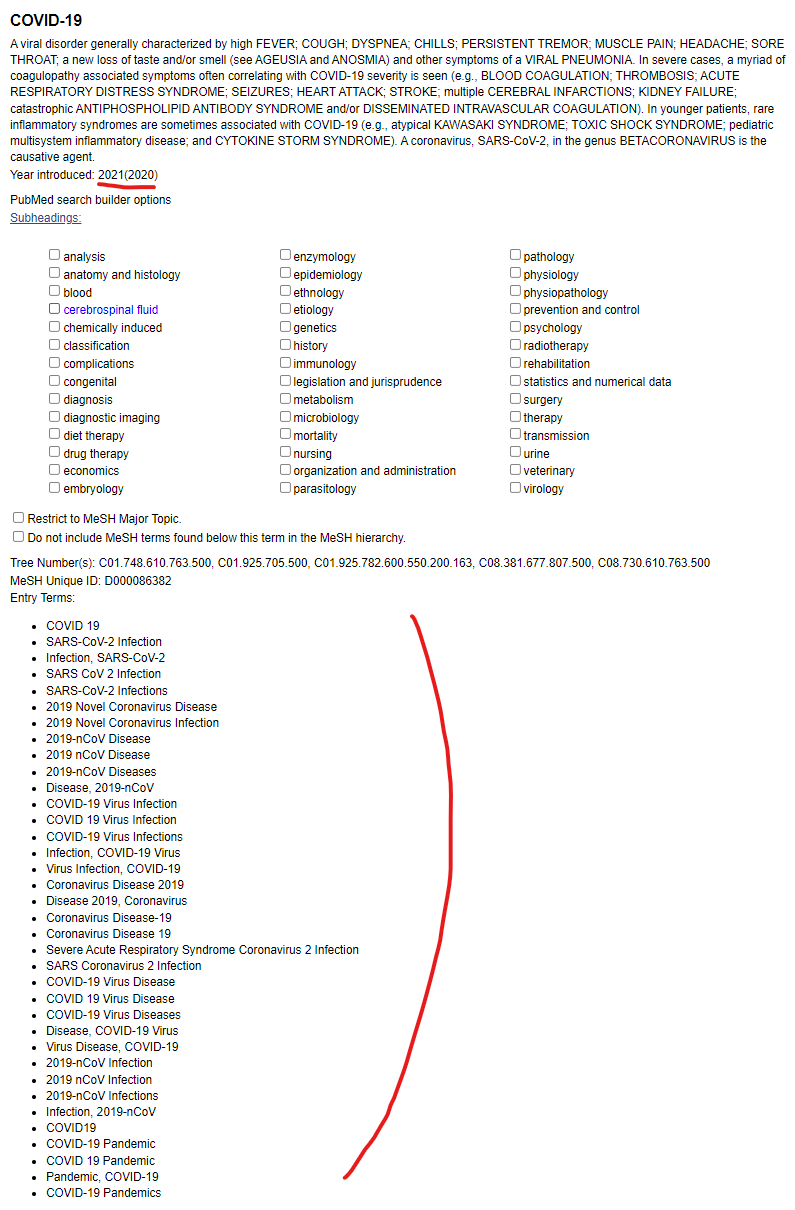 COVID-19
A viral disorder generally characterized by high FEVER; COUGH; DYSPNEA; CHILLS; PERSISTENT TREMOR; MUSCLE PAIN; HEADACHE; SORE
THROAT; a new loss of taste and/or smell (see AGEUSIA and ANOSMIA) and other symptoms of a VIRAL PNEUMONIA. In severe cases, a myriad of
coagulopathy associated symptoms often correlating with COVID-19 severity is seen (e.g., BLOOD COAGULATION; THROMBOSIS; ACUTE
RESPIRATORY DISTRESS SYNDROME; SEIZURES; HEART ATTACK; STROKE; multiple CEREBRAL INFARCTIONS; KIDNEY FAILURE;
catastrophic ANTIPHOSPHOLIPID ANTIBODY SYNDROME and/or DISSEMINATED INTRAVASCULAR COAGULATION). In younger patients, rare
inflammatory syndromes are sometimes associated with COVID-19 (e.g., atypical KAWASAKI SYNDROME; TOXIC SHOCK SYNDROME; pediatric
multisystem inflammatory disease; and CYTOKINE STORM SYNDROME). A coronavirus, SARS-CoV-2, in the genus BETACORONAVIRUS is the
causative agent.
Year introduced: 2021(2020)
PubMed search builder options
Subheadings:
analysis
anatomy and histology
blood
cerebrospinal fluid
chemically induced
classification
complications
congenital
diagnosis
diagnostic imaging
diet therapy
drug therapy
economics
embryology
enzymology
epidemiology
ethnology
etiology
genetics
history
immunology
legislation and jurisprudence
metabolism
microbiology
mortality
nursing
organization and administration
parasitology
pathology
physiology
physiopathology
prevention and control
psychology
radiotherapy
rehabilitation
statistics and numerical data
surgery
therapy
transmission
urine
veterinary
virology
Restrict to MeSH Major Topic.
Do not include MeSH terms found below this term in the MeSH hierarchy.
Tree Number(s): C01.748.610.763.500, C01.925.705.500, C01.925.782.600.550.200.163, C08.381.677.807.500, C08.730.610.763.500
MeSH Unique ID: D000086382
Entry Terms:
COVID 19
SARS-CoV-2 Infection
Infection, SARS-CoV-2
SARS CoV 2 Infection
SARS-CoV-2 Infections
2019 Novel Coronavirus Disease
2019 Novel Coronavirus Infection
2019-nCoV Disease
2019 nCoV Disease
2019-nCoV Diseases
Disease, 2019-nCoV
COVID-19 Virus Infection
COVID 19 Virus Infection
COVID-19 Virus Infections
Infection, COVID-19 Virus
Virus Infection, COVID-19
Coronavirus Disease 2019
Disease 2019, Coronavirus
Coronavirus Disease-19
Coronavirus Disease 19
Severe Acute Respiratory Syndrome Coronavirus 2 Infection
SARS Coronavirus 2 Infection
COVID-19 Virus Disease
COVID 19 Virus Disease
COVID-19 Virus Diseases
Disease, COVID-19 Virus
Virus Disease, COVID-19
2019-nCoV Infection
2019 nCoV Infection
2019-nCoV Infections
Infection, 2019-nCoV
COVID19
COVID-19 Pandemic
COVID 19 Pandemic
Pandemic, COVID-19
COVID-19 Pandemics